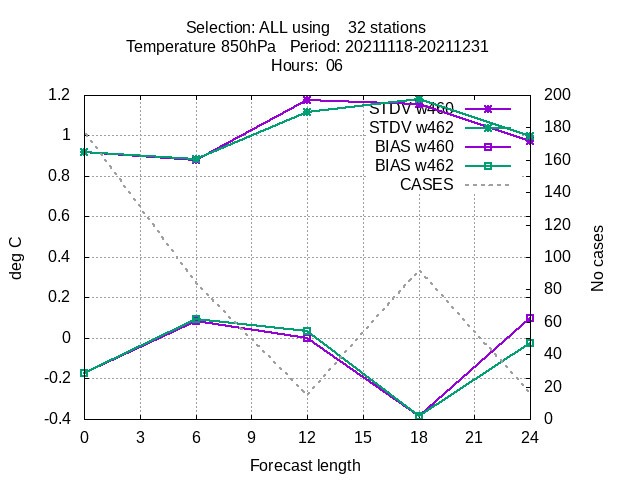 Selection: ALL using 32 stations
Temperature 850hPa Period: 20211118-20211231
Hours: 06
1.2
1
0.8
0.6
0.4
0.2
0
-0.2
-0.4
deg C
STDV w460
STDV w462
BIAS w460
BIAS w462
CASES
200
180
160
140
120
100
80
60
40
20
0
No cases
0 3 6 9 12 15 18 21 24
Forecast length